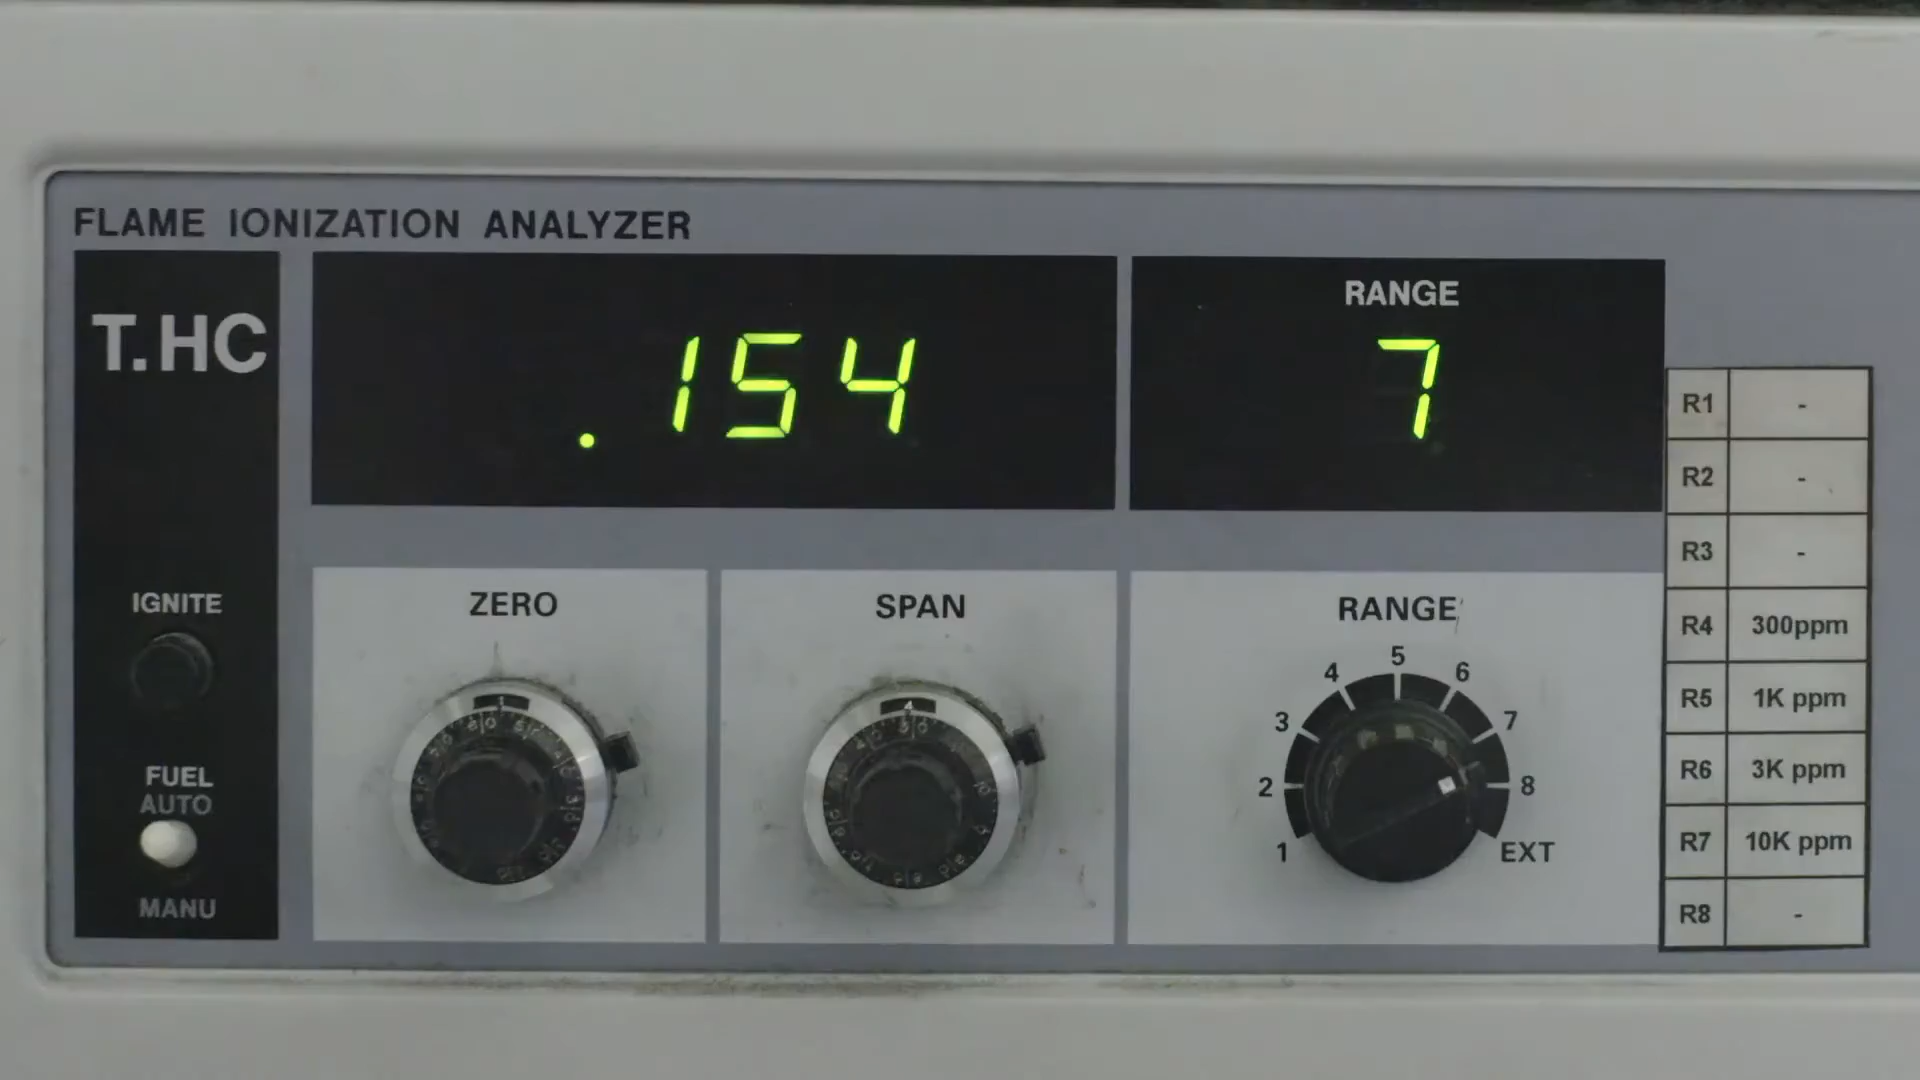 FLAME IONIZATION ANALYZER
T.HC
.154
RANGE
7
IGNITE
FUEL
AUTO
MANU
ZERO
1
SPAN
4
RANGE
1
2
3
4
5
6
7
8
EXT
R1 -
R2 -
R3 -
R4 300ppm
R5 1K ppm
R6 3K ppm
R7 10K ppm
R8 -